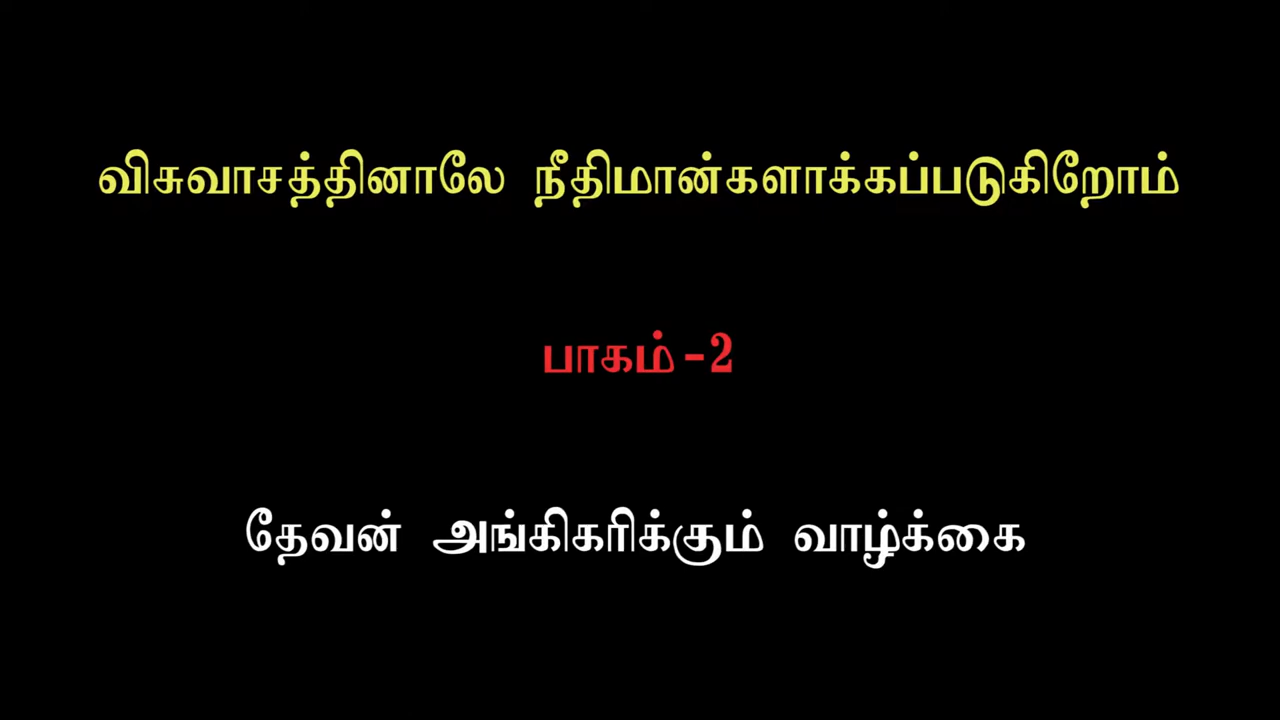 விசுவாசத்தினாலே நீதிமான்களாக்கப்படுகிறோம்
பாகம் -2
தேவன் அங்கிகரிக்கும் வாழ்க்கை